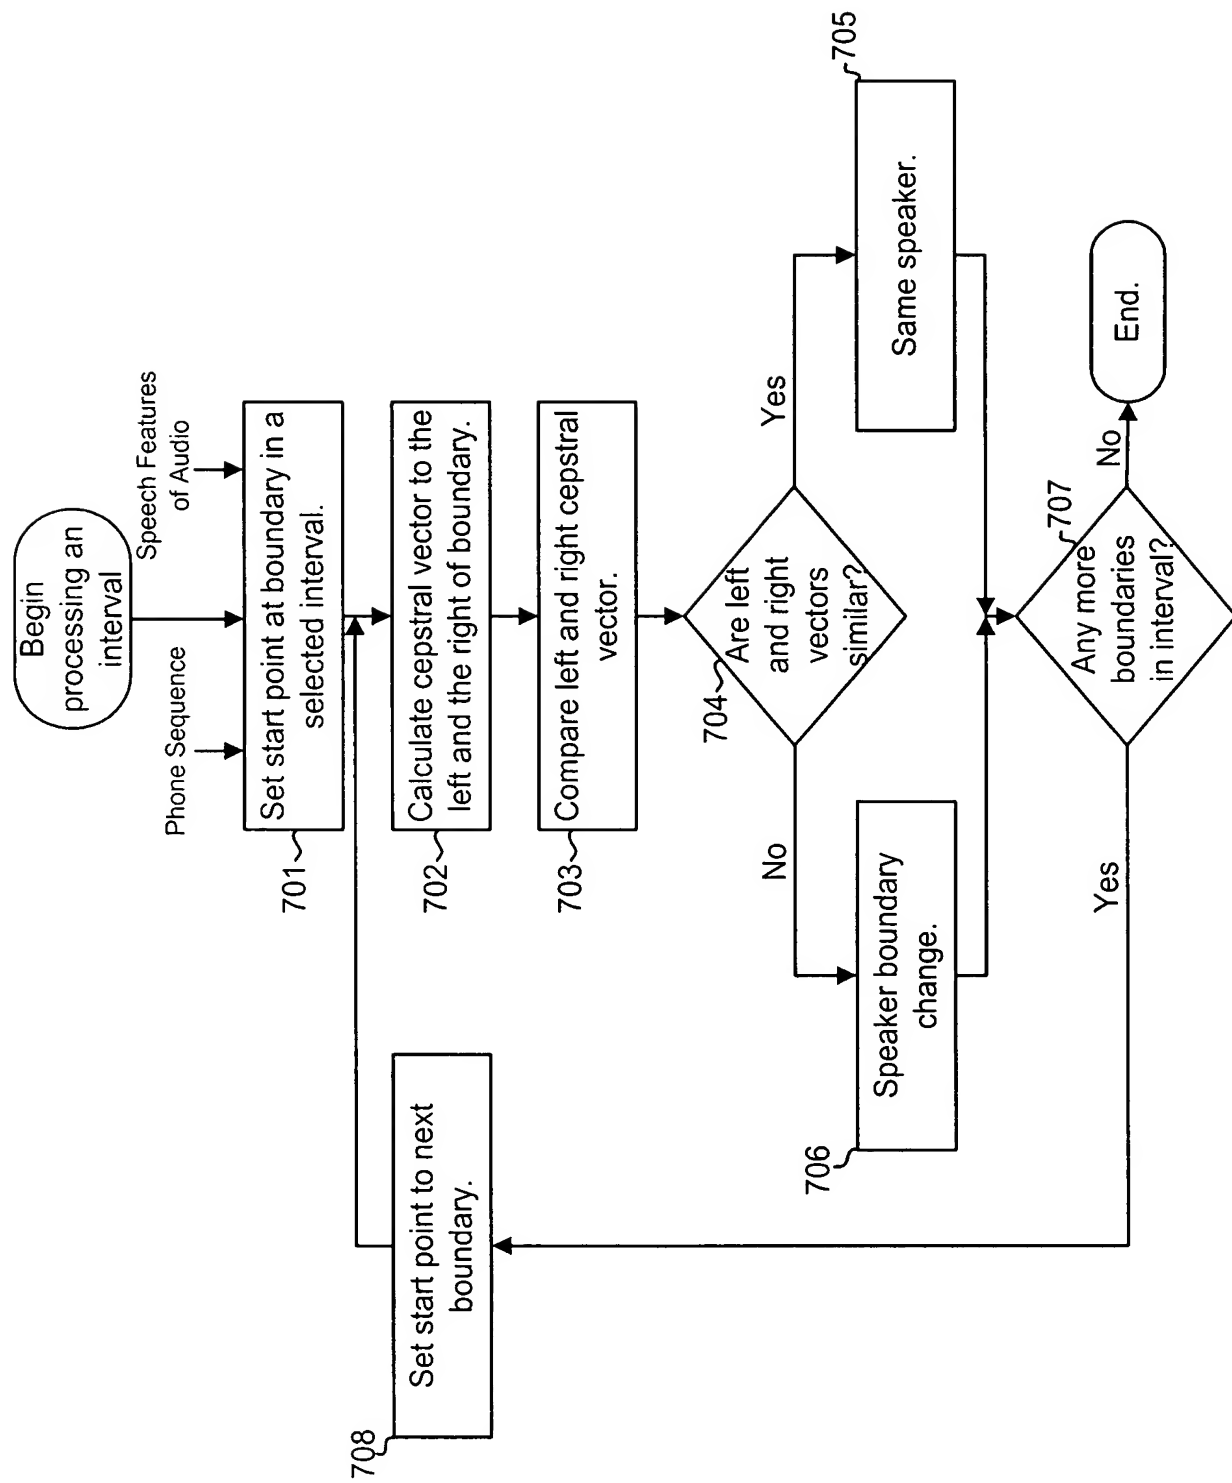 Begin
processing an
interval
Phone Sequence
Speech Features
of Audio
701
Set start point at boundary in a
selected interval.
702
Calculate cepstral vector to the
left and the right of boundary.
703
Compare left and right cepstral
vector.
704
Are left
and right
vectors
similar?
No
Yes
706
Speaker boundary
change.
705
Same speaker.
707
Any more
boundaries
in interval?
Yes
No
End.
708
Set start point to next
boundary.